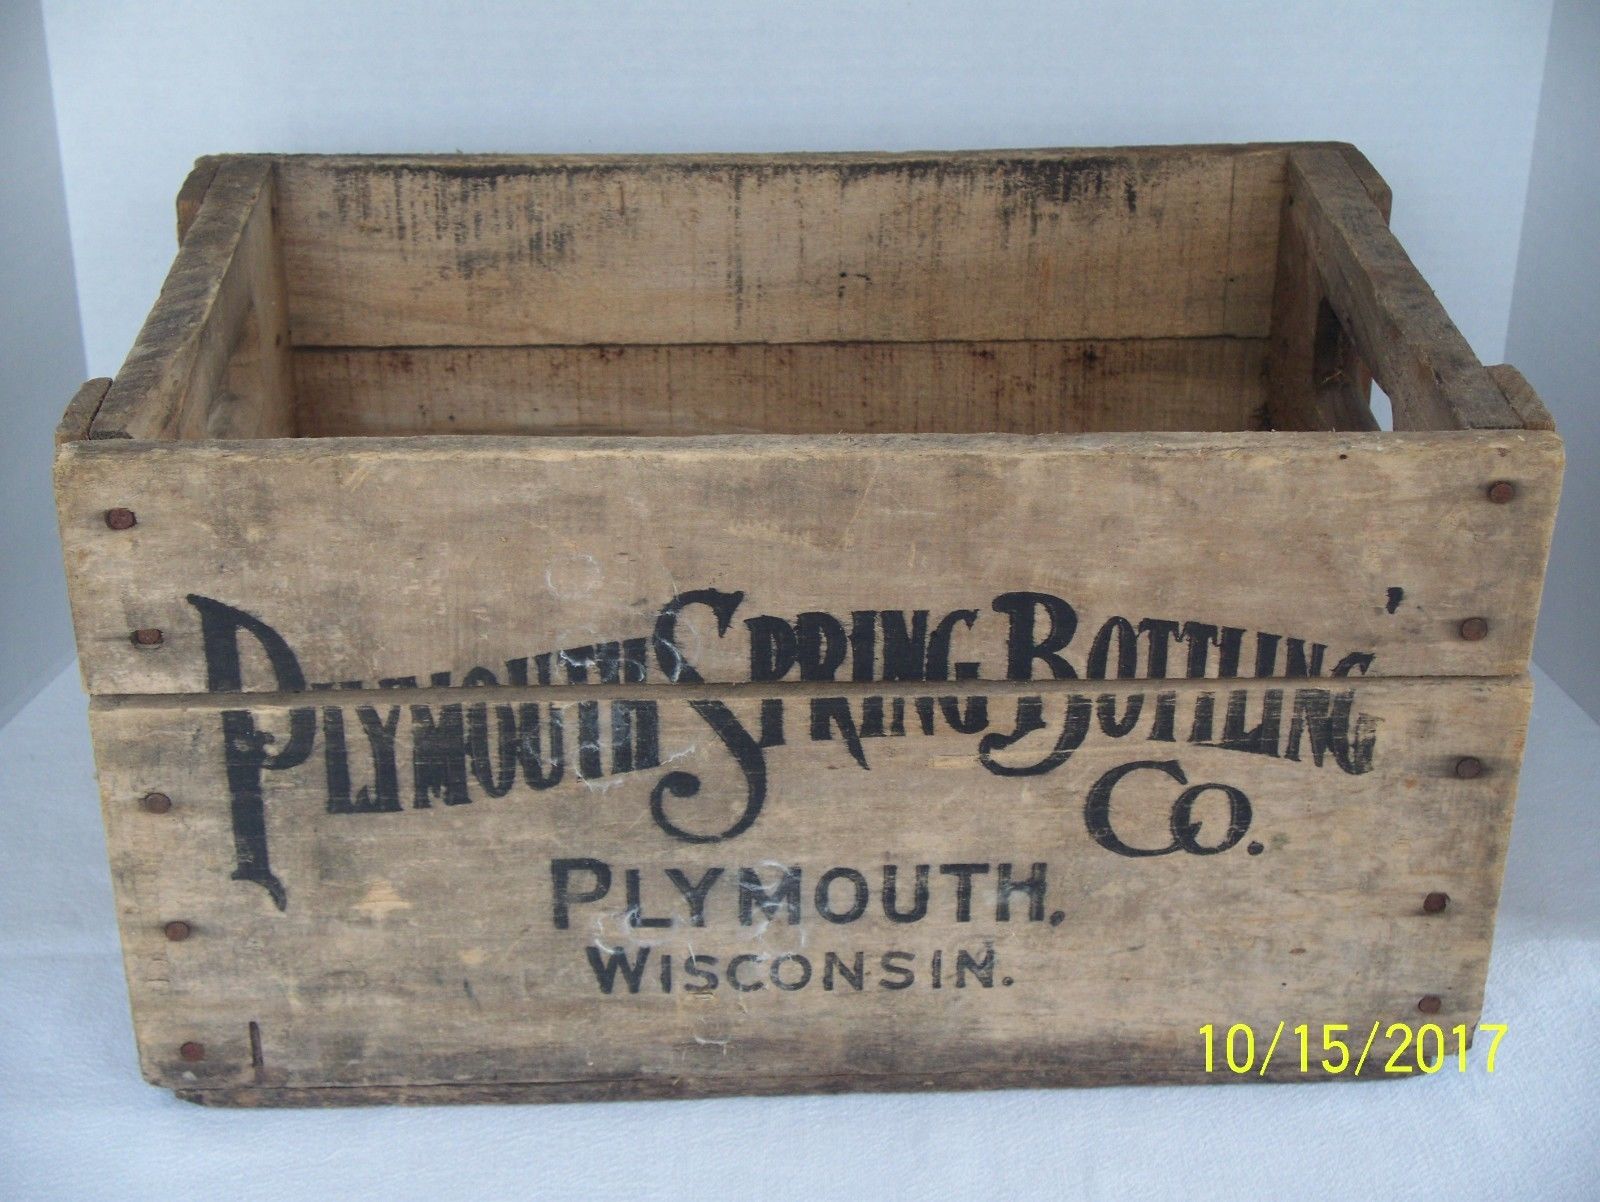 PLYMOUTH SPRING BOTTLING
CO.
PLYMOUTH,
WISCONSIN.
10/15/2017